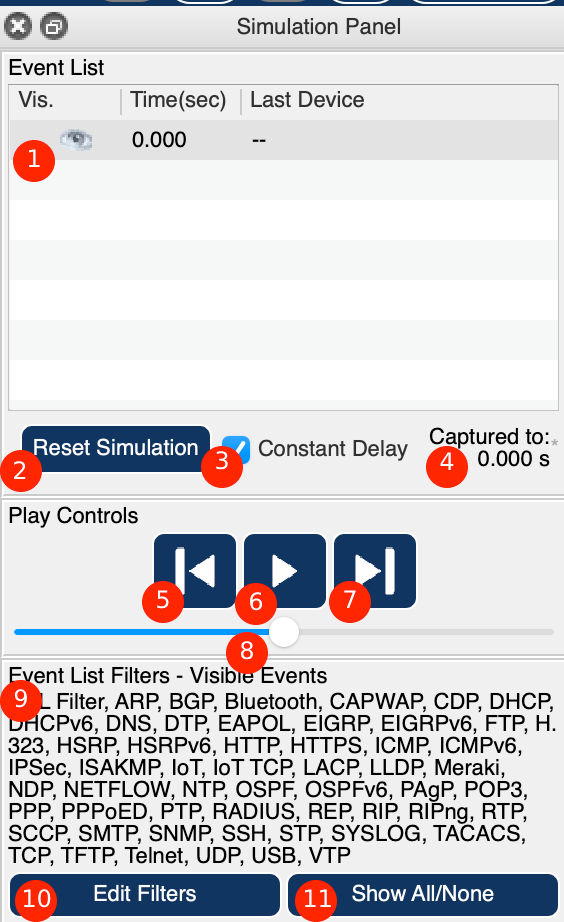 Simulation Panel
Event List
Vis. Time(sec) Last Device
1 0.000 --
Reset Simulation Constant Delay Captured to:*
2 3 4 0.000 s
Play Controls
5 6 7
8
Event List Filters - Visible Events
9 L Filter, ARP, BGP, Bluetooth, CAPWAP, CDP, DHCP,
DHCPv6, DNS, DTP, EAPOL, EIGRP, EIGRPv6, FTP, H.
323, HSRP, HSRPv6, HTTP, HTTPS, ICMP, ICMPv6,
IPSec, ISAKMP, IoT, IoT TCP, LACP, LLDP, Meraki,
NDP, NETFLOW, NTP, OSPF, OSPFv6, PAgP, POP3,
PPP, PPPoED, PTP, RADIUS, REP, RIP, RIPng, RTP,
SCCP, SMTP, SNMP, SSH, STP, SYSLOG, TACACS,
TCP, TFTP, Telnet, UDP, USB, VTP
10 Edit Filters 11 Show All/None